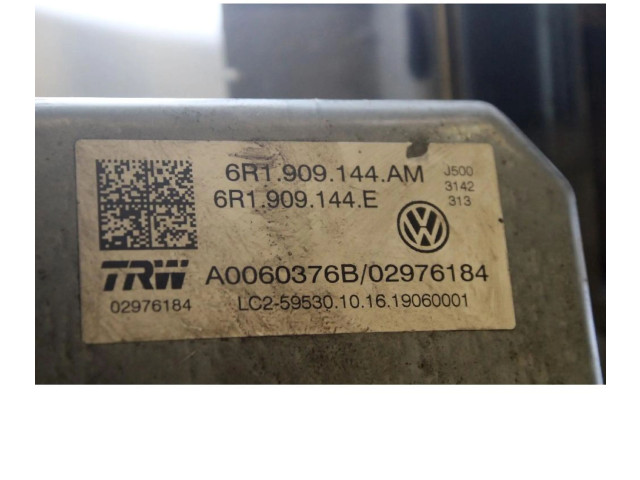 6R1.909.144.AM
6R1.909.144.E
J500
3142
313
TRW
A0060376B/02976184
02976184
LC2-59530.10.16.19060001